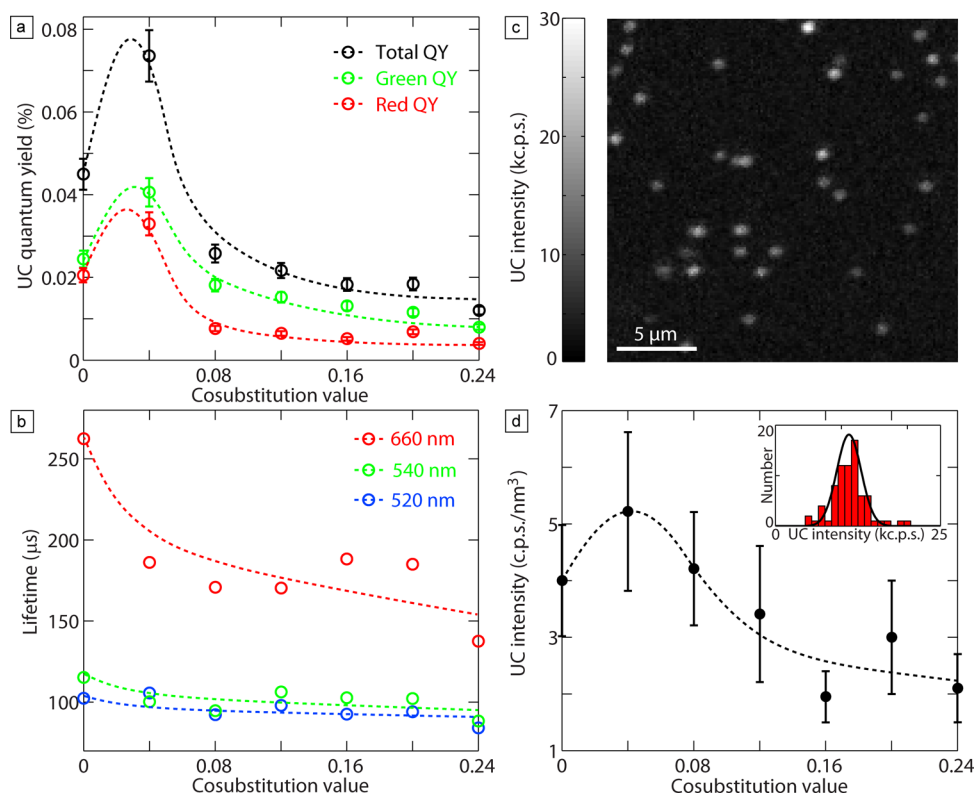 a
0.08
0.06
0.04
0.02
0
UC quantum yield (%)
Total QY
Green QY
Red QY
0
0.08
0.16
0.24
Cosubstitution value
c
30
20
10
0
UC intensity (kc.p.s.)
5 μm
b
250
200
150
100
Lifetime (μs)
660 nm
540 nm
520 nm
0
0.08
0.16
0.24
Cosubstitution value
d
7
5
3
1
UC intensity (c.p.s./nm³)
20
0
Number
0
25
UC intensity (kc.p.s.)
0
0.08
0.16
0.24
Cosubstitution value